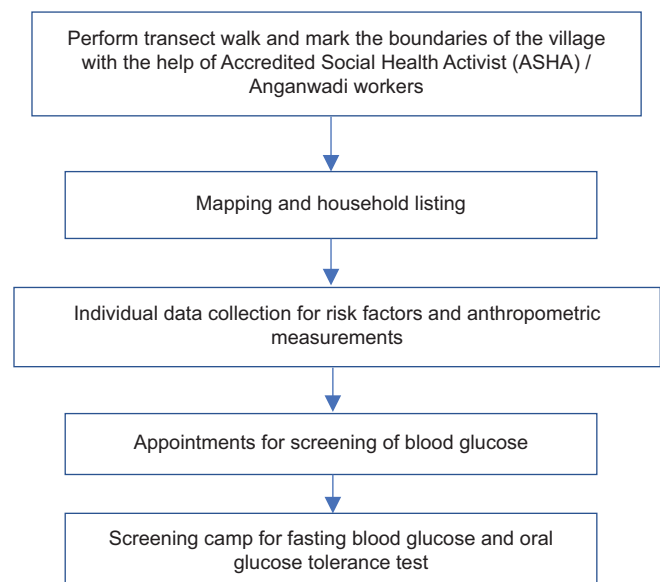 Perform transect walk and mark the boundaries of the village
with the help of Accredited Social Health Activist (ASHA) /
Anganwadi workers
Mapping and household listing
Individual data collection for risk factors and anthropometric
measurements
Appointments for screening of blood glucose
Screening camp for fasting blood glucose and oral
glucose tolerance test